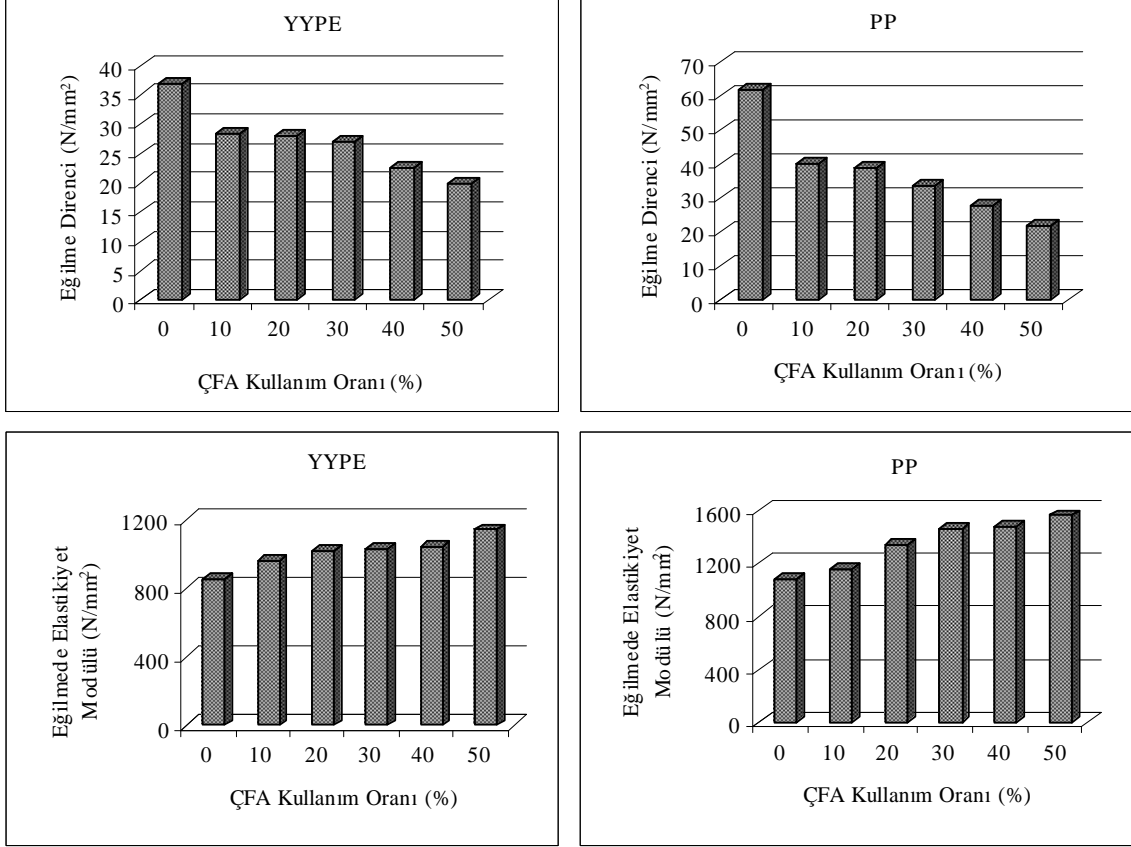 YYPE
Eğilme Direnci (N/mm²)
40
35
30
25
20
15
10
5
0
0 10 20 30 40 50
ÇFA Kullanım Oranı (%)
PP
Eğilme Direnci (N/mm²)
70
60
50
40
30
20
10
0
0 10 20 30 40 50
ÇFA Kullanım Oranı (%)
YYPE
Eğilmede Elastikiyet
Modülü (N/mm²)
1200
800
400
0
0 10 20 30 40 50
ÇFA Kullanım Oranı (%)
PP
Eğilmede Elastikiyet
Modülü (N/mm²)
1600
1200
800
400
0
0 10 20 30 40 50
ÇFA Kullanım Oranı (%)